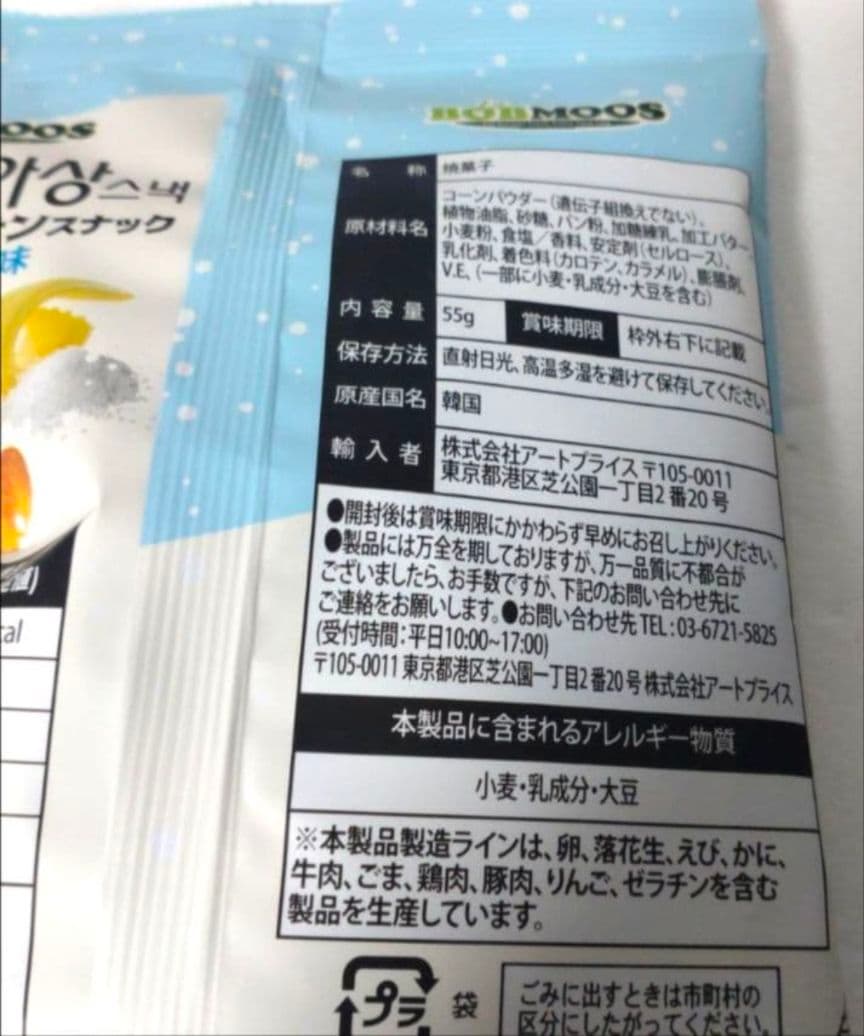 BOBMOOS
OOS
아상스낵
ーンスナック
味
名 称 焼菓子
原材料名 コーンパウダー(遺伝子組換えでない)、
植物油脂、砂糖、パン粉、加糖練乳、加工バター、
小麦粉、食塩／香料、安定剤(セルロース)、
乳化剤、着色料(カロテン、カラメル)、膨脹剤、
V.E、(一部に小麦・乳成分・大豆を含む)
内容量 55g 賞味期限 枠外右下に記載
保存方法 直射日光、高温多湿を避けて保存してください。
原産国名 韓国
輸入者 株式会社アートプライス 〒105-0011
東京都港区芝公園一丁目2番20号
●開封後は賞味期限にかかわらず早めにお召し上がりください。
●製品には万全を期しておりますが、万一品質に不都合が
ございましたら、お手数ですが、下記のお問い合わせ先に
ご連絡をお願いします。●お問い合わせ先 TEL:03-6721-5825
(受付時間:平日10:00~17:00)
〒105-0011 東京都港区芝公園一丁目2番20号 株式会社アートプライス
本製品に含まれるアレルギー物質
小麦・乳成分・大豆
※本製品製造ラインは、卵、落花生、えび、かに、
牛肉、ごま、鶏肉、豚肉、りんご、ゼラチンを含む
製品を生産しています。
プラ 袋
ごみに出すときは市町村の
区分にしたがってください。
cal